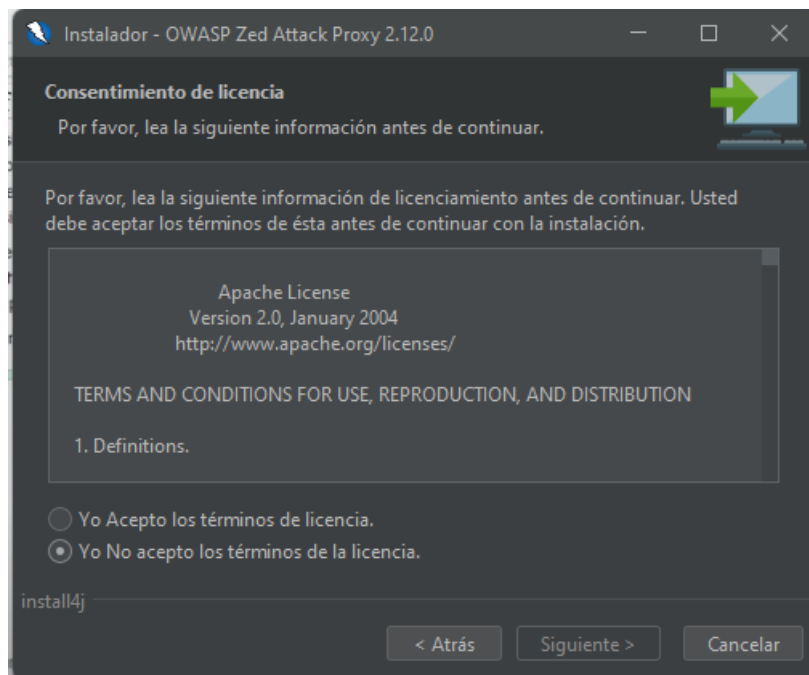 Instalador - OWASP Zed Attack Proxy 2.12.0
Consentimiento de licencia
Por favor, lea la siguiente información antes de continuar.
Por favor, lea la siguiente información de licenciamiento antes de continuar. Usted
debe aceptar los términos de ésta antes de continuar con la instalación.
Apache License
Version 2.0, January 2004
http://www.apache.org/licenses/
TERMS AND CONDITIONS FOR USE, REPRODUCTION, AND DISTRIBUTION
1. Definitions.
Yo Acepto los términos de licencia.
Yo No acepto los términos de la licencia.
install4j
< Atrás Siguiente > Cancelar